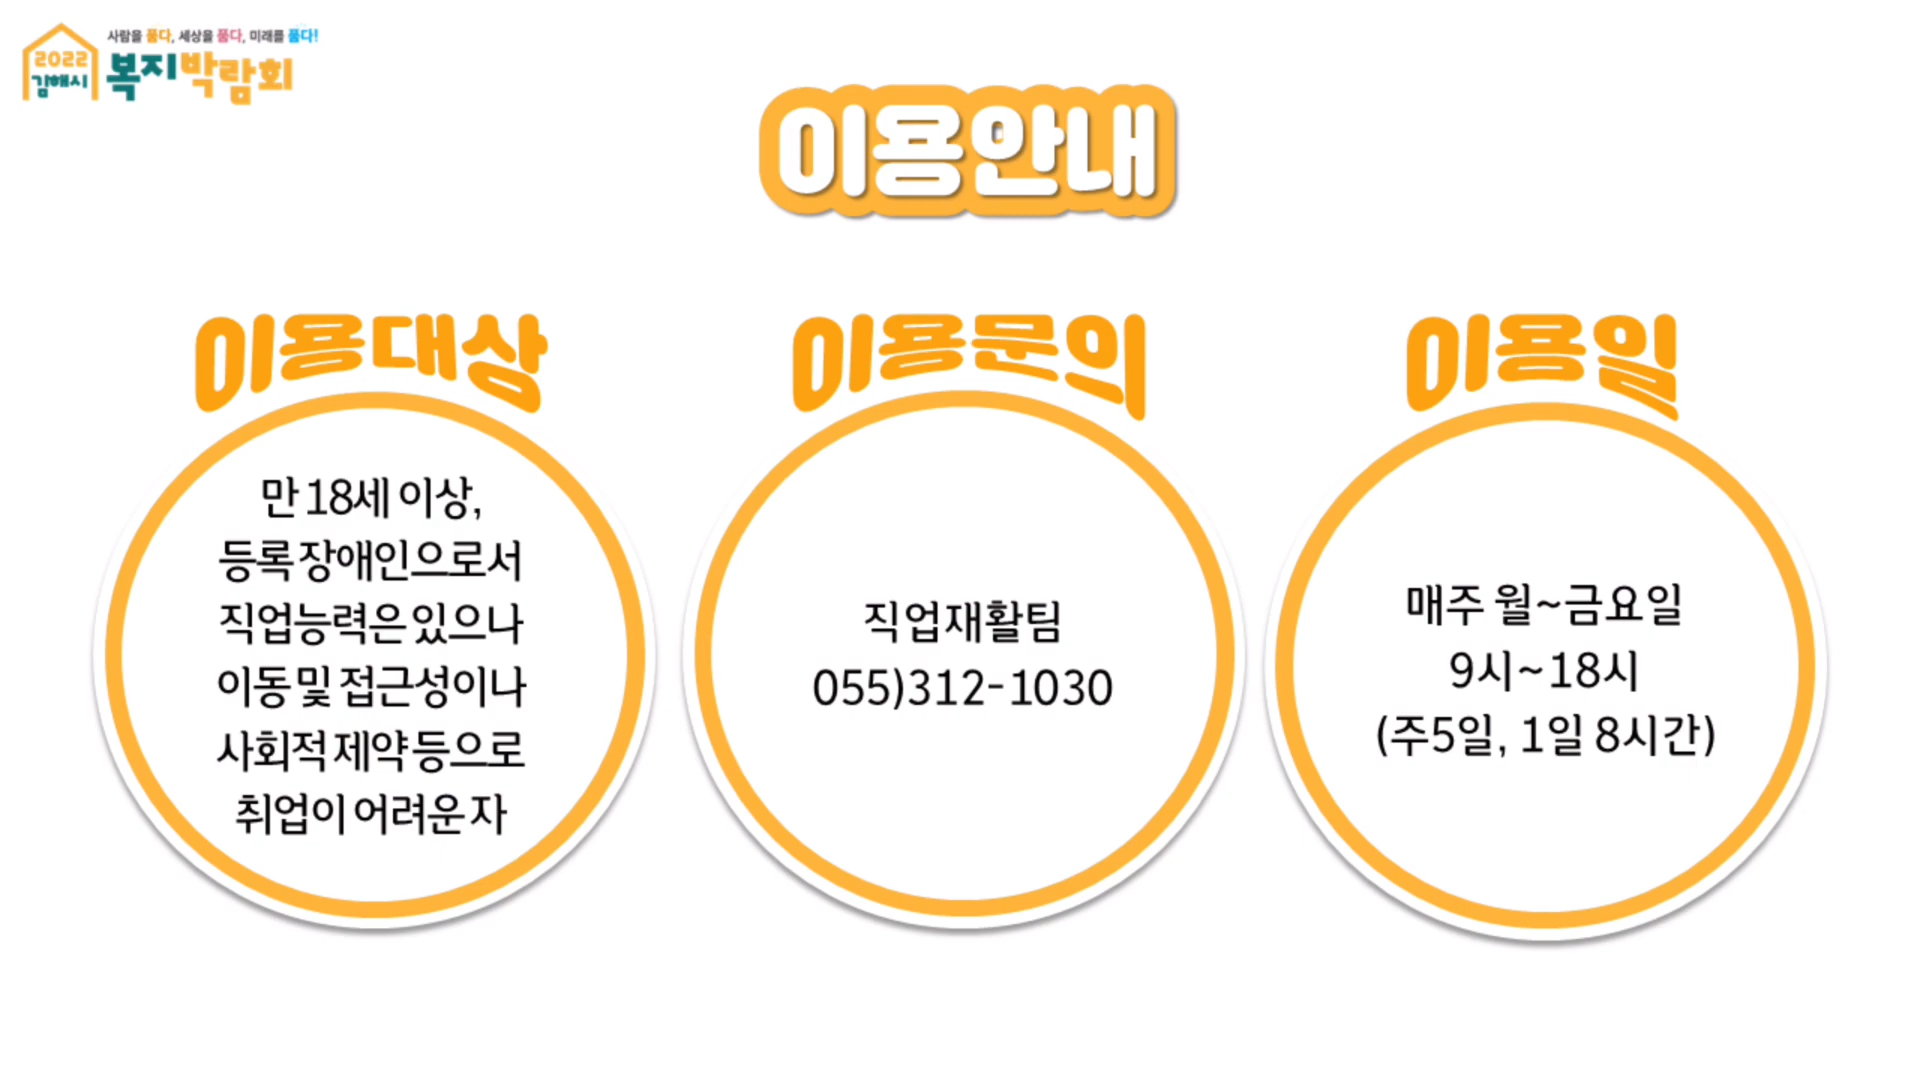 사람을 품다, 세상을 품다, 미래를 품다!
2022
김해시
복지박람회
이용안내
이용대상
만 18세 이상,
등록 장애인으로서
직업능력은 있으나
이동 및 접근성이나
사회적 제약 등으로
취업이 어려운 자
이용문의
직업재활팀
055)312-1030
이용일
매주 월~금요일
9시~18시
(주5일, 1일 8시간)